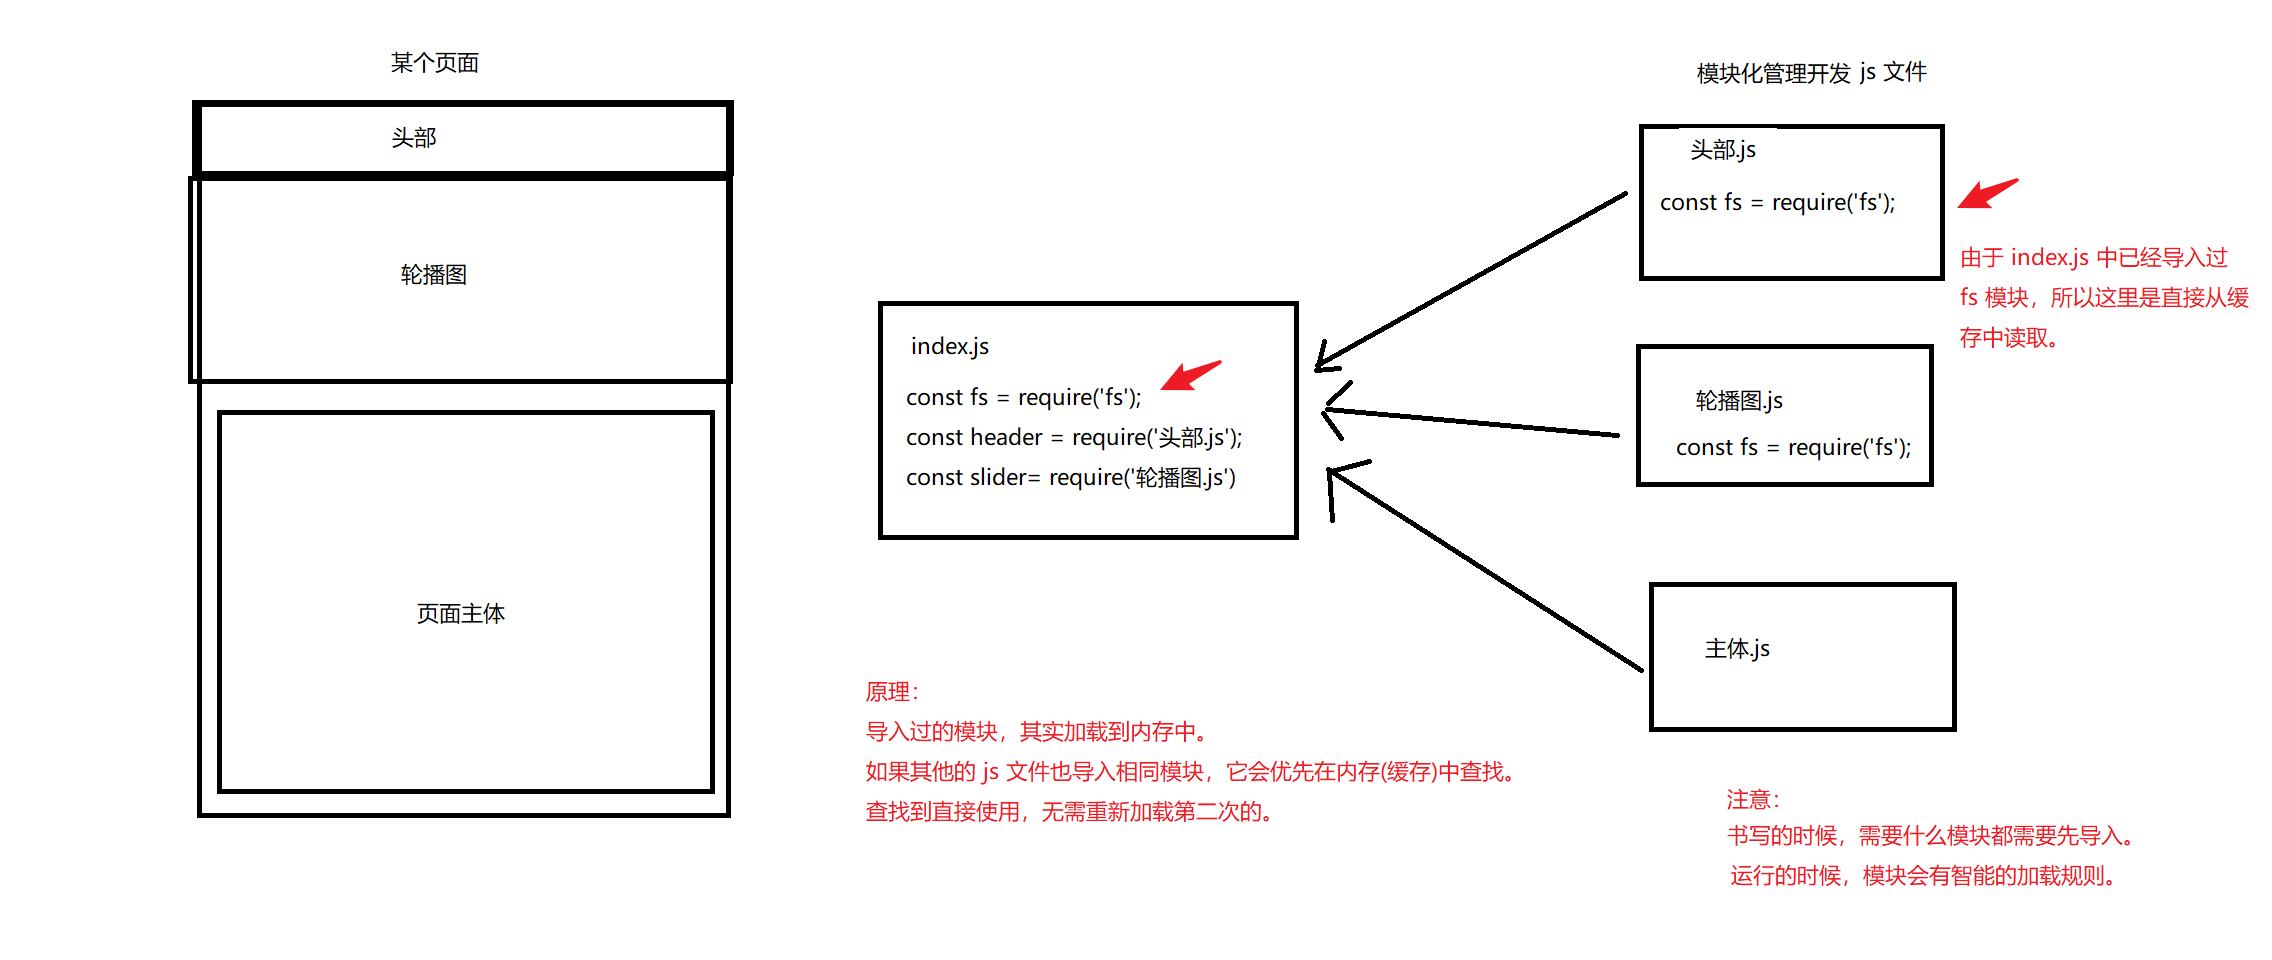 某个页面
头部
轮播图
页面主体
index.js
const fs = require('fs');
const header = require('头部.js');
const slider= require('轮播图.js')
原理：
导入过的模块，其实加载到内存中。
如果其他的 js 文件也导入相同模块，它会优先在内存(缓存)中查找。
查找到直接使用，无需重新加载第二次的。
模块化管理开发 js 文件
头部.js
const fs = require('fs');
由于 index.js 中已经导入过
fs 模块，所以这里是直接从缓
存中读取。
轮播图.js
const fs = require('fs');
主体.js
注意：
书写的时候，需要什么模块都需要先导入。
运行的时候，模块会有智能的加载规则。